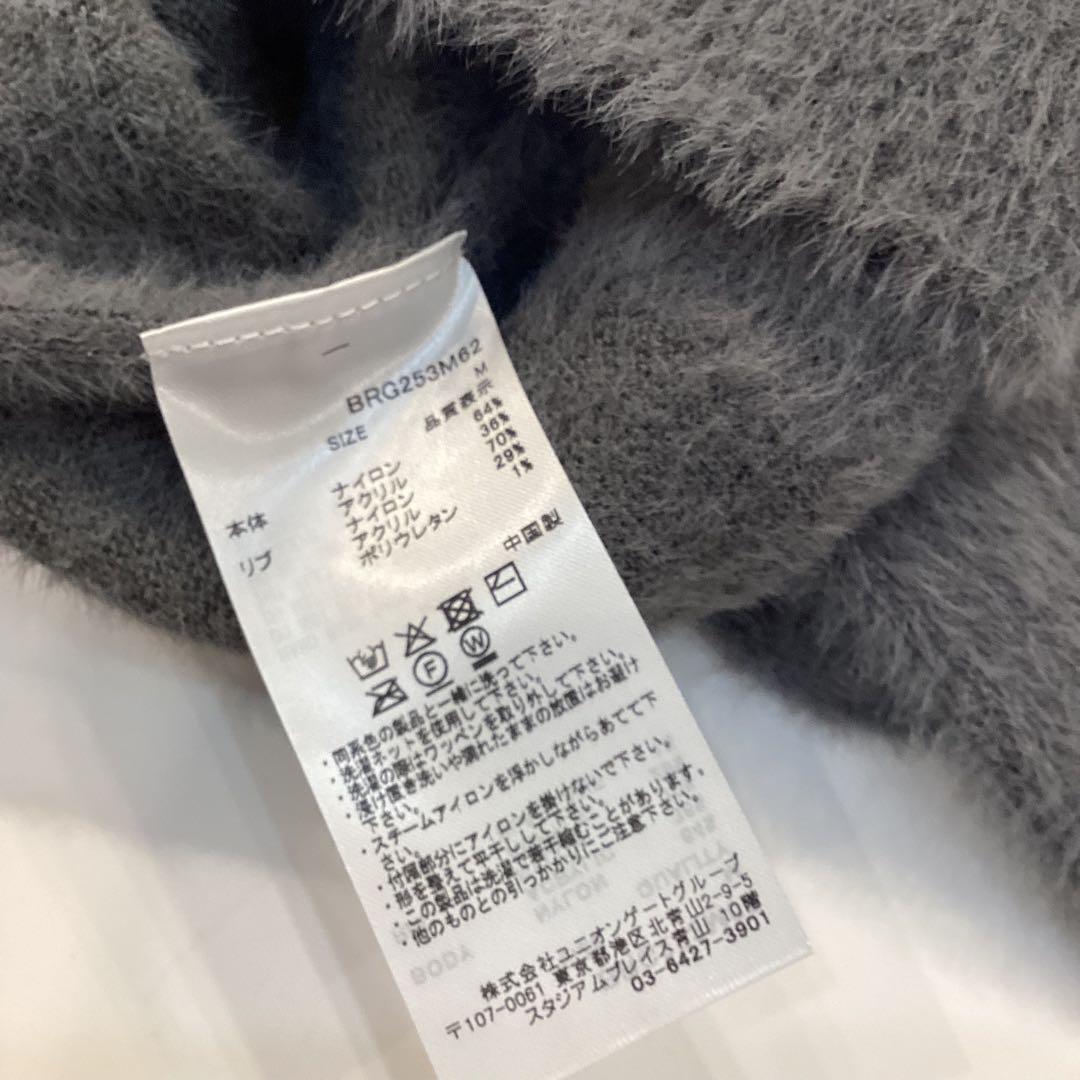 BRG253M62
SIZE M
品質表示
本体 ナイロン 64%
アクリル 36%
リブ ナイロン 70%
アクリル 29%
ポリウレタン 1%
中国製
F
W
・同系色の製品と一緒に洗って下さい。
・洗濯ネットを使用して下さい。
・洗濯の際はワッペンを取り外して下さい。
・浸け置き洗いや濡れたままの放置はお避け
下さい。
・スチームアイロンを浮かしながらあてて下
さい。
・付属部分にアイロンを掛けないで下さい。
・形を整えて平干しして下さい。
・この製品は洗濯で若干縮むことがあります。
・他のものとの引っかかりにご注意下さい。
株式会社ユニオンゲートグループ
〒107-0061 東京都港区北青山2-9-5
スタジアムプレイス青山 10階
03-6427-3901
BODY
NYLON